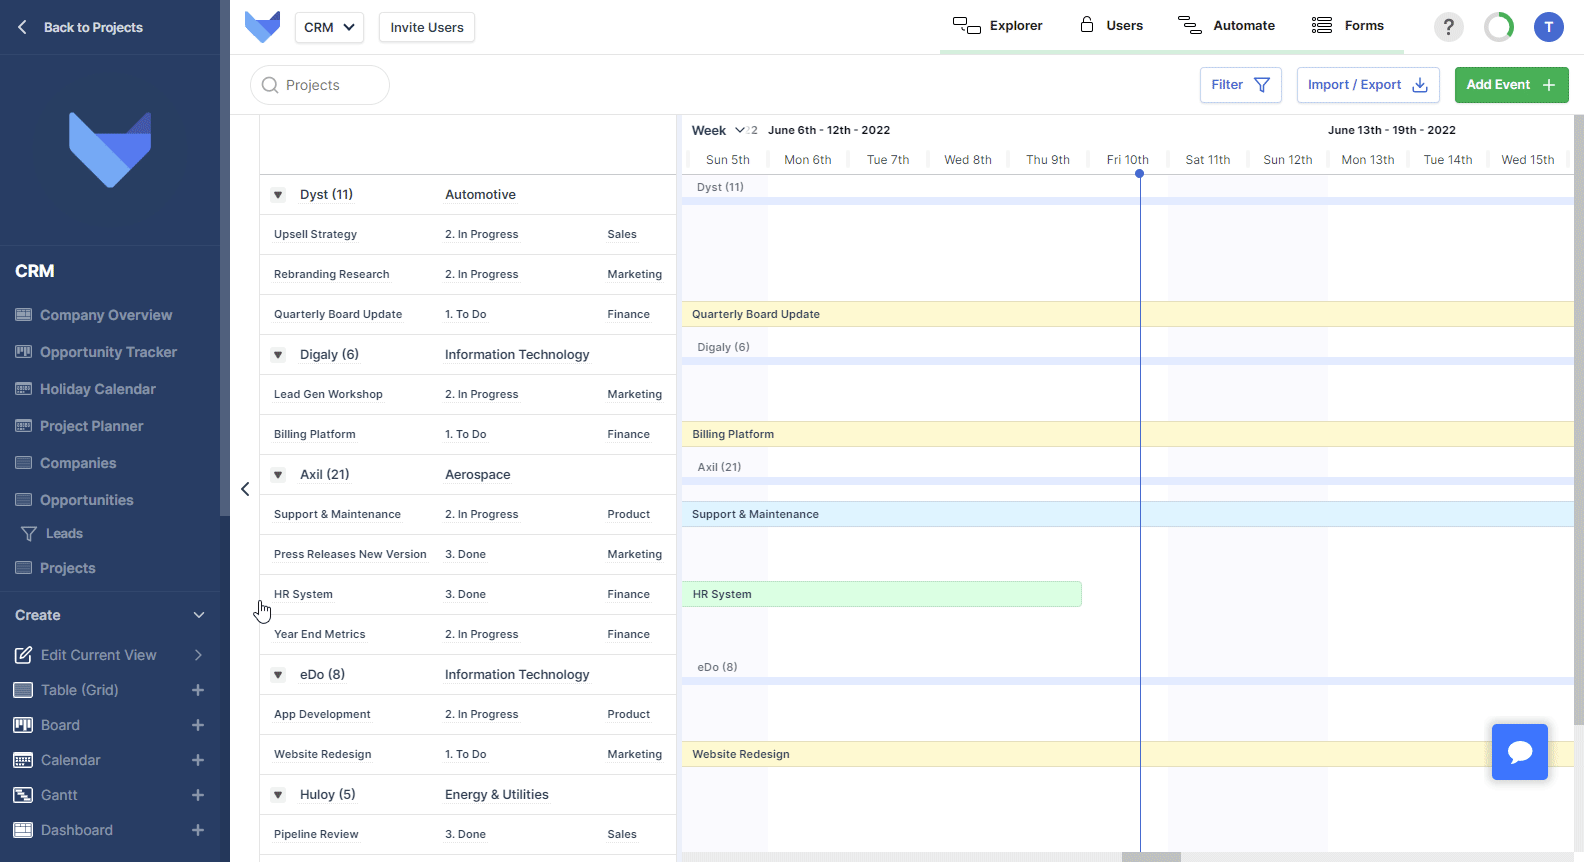 Back to Projects
CRM
Invite Users
Explorer
Users
Automate
Forms
?
T
Projects
Filter
Import / Export
Add Event
CRM
Company Overview
Opportunity Tracker
Holiday Calendar
Project Planner
Companies
Opportunities
Leads
Projects
Create
Edit Current View
Table (Grid)
Board
Calendar
Gantt
Dashboard
Week
2 June 6th - 12th - 2022
June 13th - 19th - 2022
Sun 5th Mon 6th Tue 7th Wed 8th Thu 9th Fri 10th Sat 11th Sun 12th Mon 13th Tue 14th Wed 15th
Dyst (11) Automotive
Upsell Strategy 2. In Progress Sales
Rebranding Research 2. In Progress Marketing
Quarterly Board Update 1. To Do Finance
Digaly (6) Information Technology
Lead Gen Workshop 2. In Progress Marketing
Billing Platform 1. To Do Finance
Axil (21) Aerospace
Support & Maintenance 2. In Progress Product
Press Releases New Version 3. Done Marketing
HR System 3. Done Finance
Year End Metrics 2. In Progress Finance
eDo (8) Information Technology
App Development 2. In Progress Product
Website Redesign 1. To Do Marketing
Huloy (5) Energy & Utilities
Pipeline Review 3. Done Sales
Dyst (11)
Quarterly Board Update
Digaly (6)
Billing Platform
Axil (21)
Support & Maintenance
HR System
eDo (8)
Website Redesign